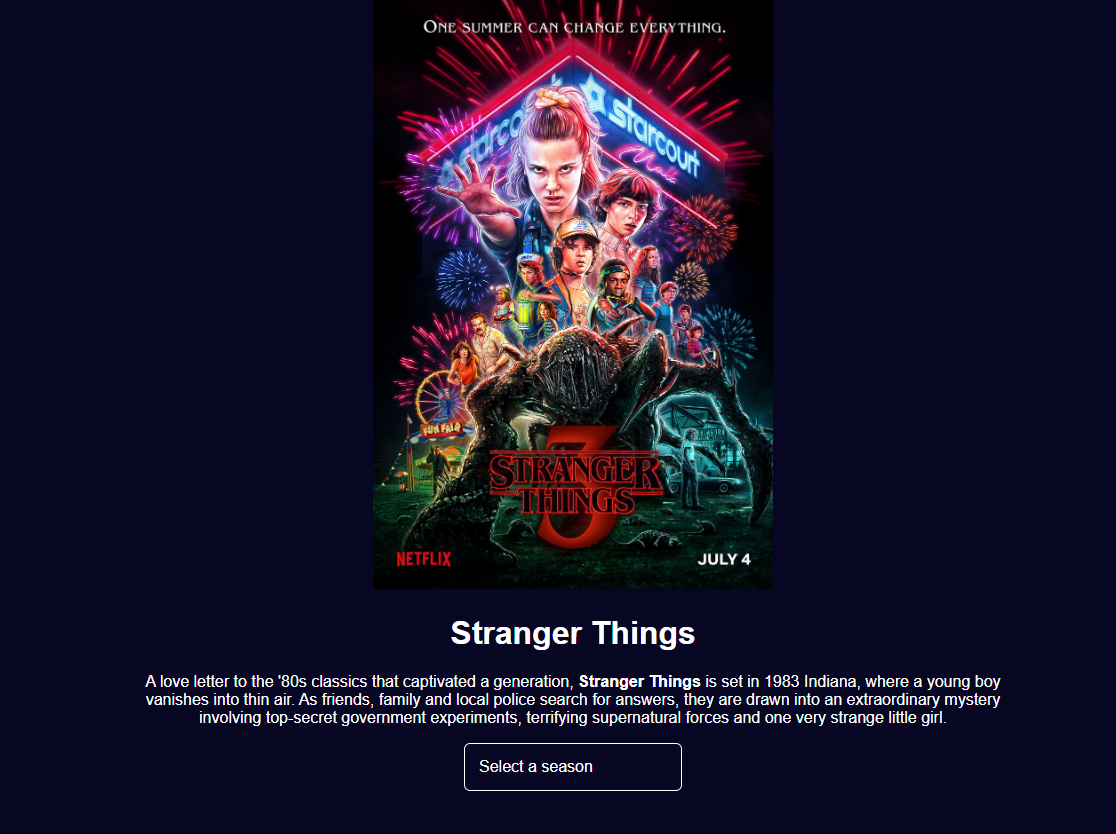 ONE SUMMER CAN CHANGE EVERYTHING.
starcourt
starcourt
Mall
FUN FAIR
3
STRANGER
THINGS
NETFLIX
JULY 4
Stranger Things
A love letter to the '80s classics that captivated a generation, Stranger Things is set in 1983 Indiana, where a young boy
vanishes into thin air. As friends, family and local police search for answers, they are drawn into an extraordinary mystery
involving top-secret government experiments, terrifying supernatural forces and one very strange little girl.
Select a season